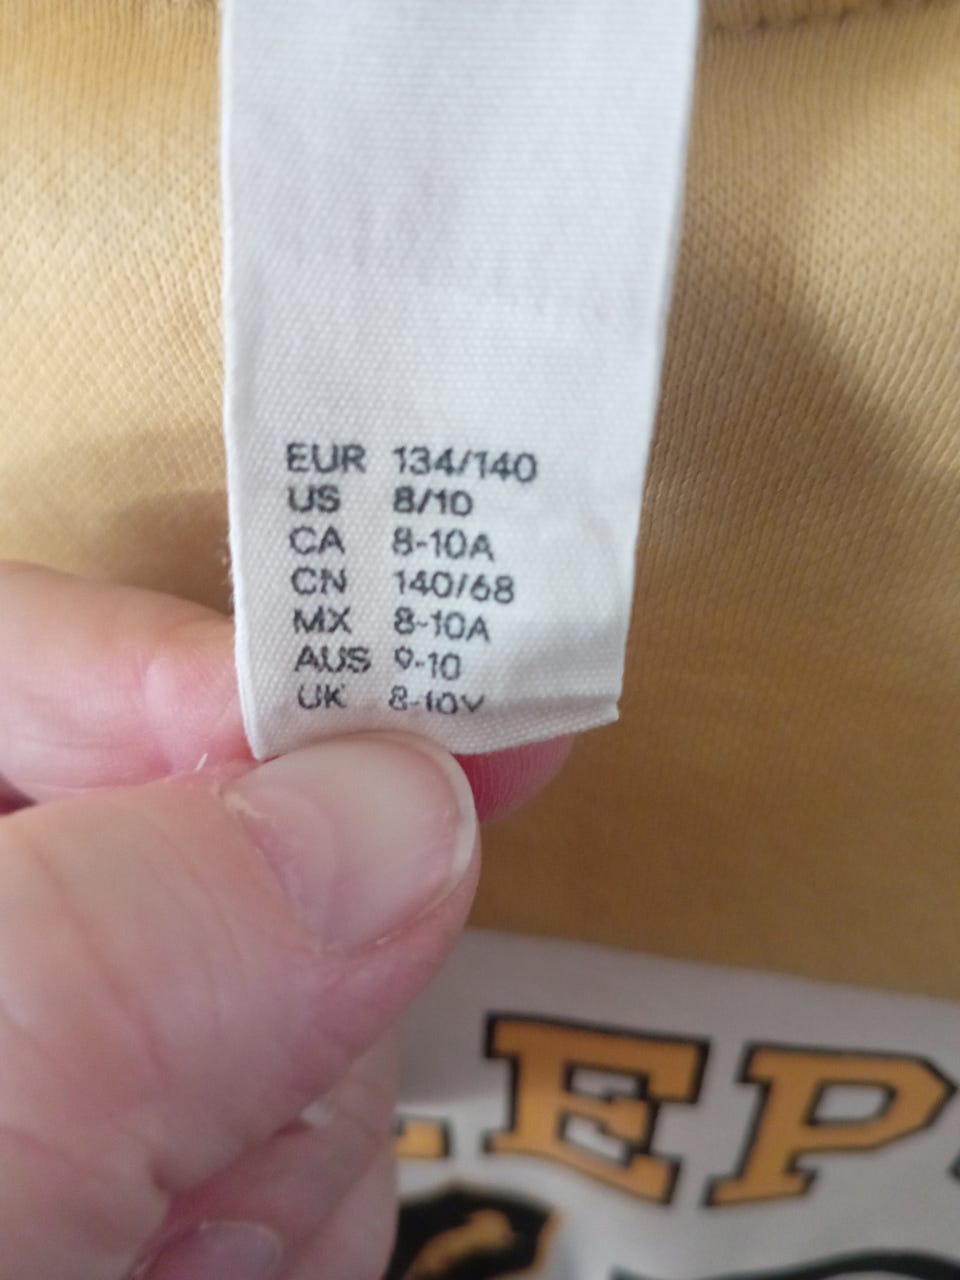 EUR 134/140
US 8/10
CA 8-10A
CN 140/68
MX 8-10A
AUS 9-10
UK 8-10Y
LEP